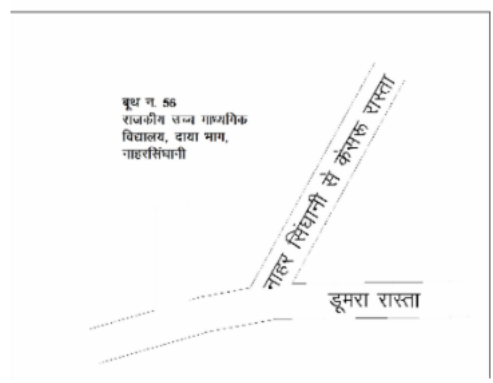 बूथ न. 56
राजकीय उच्च माध्यमिक
विद्यालय, दाया भाग,
नाहरसिंघानी
नाहर सिंघानी से केसरू रास्ता
डूमरा रास्ता